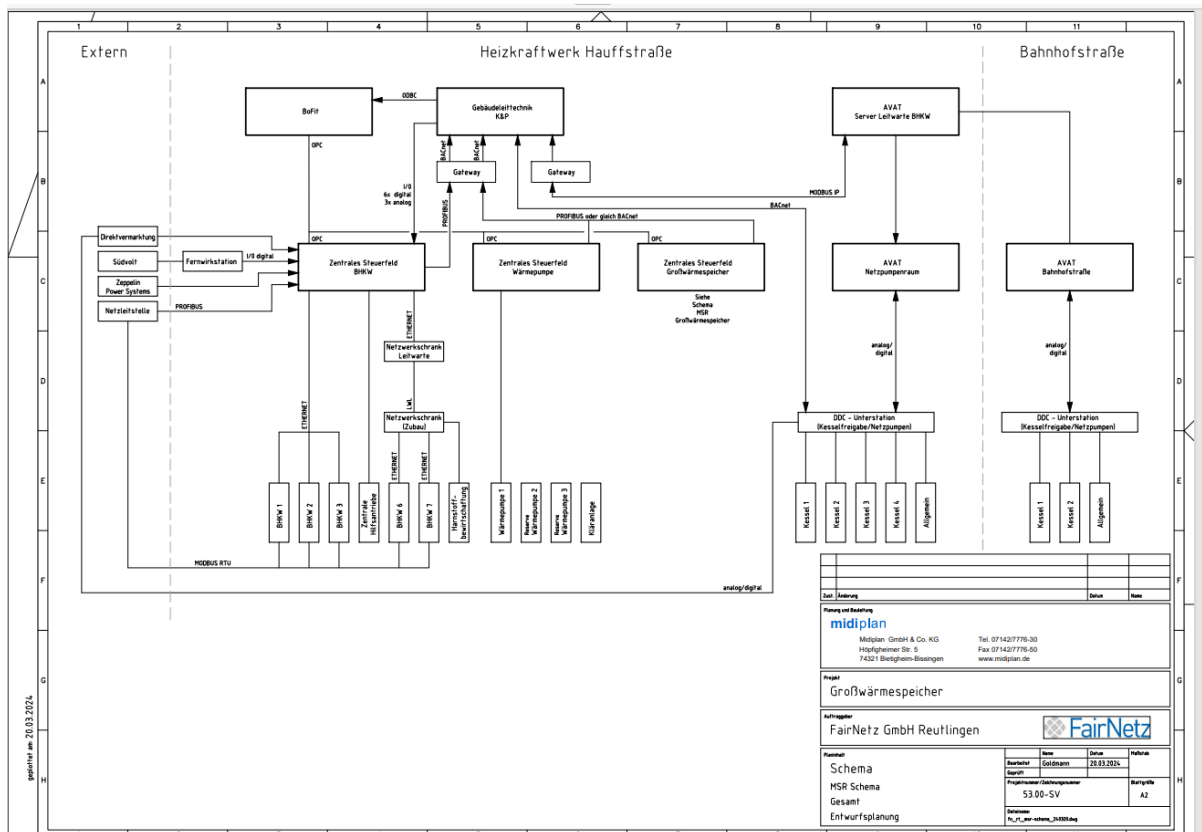 1 2 3 4 5 6 7 8 9 10 11
Extern
Heizkraftwerk Hauffstraße
Bahnhofstraße
A
A
BoFit
ODBC
Gebäudeleittechnik
K&P
AVAT
Server Leitwarte BHKW
OPC
BACnet
BACnet
B
B
Gateway
Gateway
I/O
6x digital
3x analog
PROFIBUS
MODBUS IP
BACnet
PROFIBUS oder gleich BACnet
Direktvermarktung
OPC
OPC
OPC
Südvolt
Fernwirkstation
I/O digital
Zentrales Steuerfeld
BHKW
Zentrales Steuerfeld
Wärmepumpe
Zentrales Steuerfeld
Großwärmespeicher
AVAT
Netzpumpenraum
AVAT
Bahnhofstraße
C
C
Zeppelin
Power Systems
Netzleitstelle
PROFIBUS
Siehe
Schema
MSR
Großwärmespeicher
ETHERNET
Netzwerkschrank
Leitwarte
analog/
digital
analog/
digital
D
D
LWL
ETHERNET
Netzwerkschrank
(Zubau)
DDC - Unterstation
(Kesselfreigabe/Netzpumpen)
DDC - Unterstation
(Kesselfreigabe/Netzpumpen)
ETHERNET
ETHERNET
E
E
BHKW 1
BHKW 2
BHKW 3
Zentrale
Hilfsantriebe
BHKW 6
BHKW 7
Harnstoff-
bewirtschaftung
Wärmepumpe 1
Reserve
Wärmepumpe 2
Reserve
Wärmepumpe 3
Kläranlage
Kessel 1
Kessel 2
Kessel 3
Kessel 4
Allgemein
Kessel 1
Kessel 2
Allgemein
MODBUS RTU
F
F
analog/digital
Zust. Änderung Datum Name
Planung und Bauleitung
midiplan
Midiplan GmbH & Co. KG Tel. 07142/7776-30
Höpfigheimer Str. 5 Fax 07142/7776-50
74321 Bietigheim-Bissingen www.midiplan.de
G
G
Projekt
Großwärmespeicher
Auftraggeber
FairNetz GmbH Reutlingen
FairNetz
geplottet am 20.03.2024
H
H
Planinhalt
Schema
MSR Schema
Gesamt
Entwurfsplanung
Name Datum Maßstab
Bearbeitet Goldmann 20.03.2024
Geprüft
Projektnummer/Zeichnungsnummer Blattgröße
53.00-SV A2
Dateiname
fn_rt_msr-schema_240320.dwg